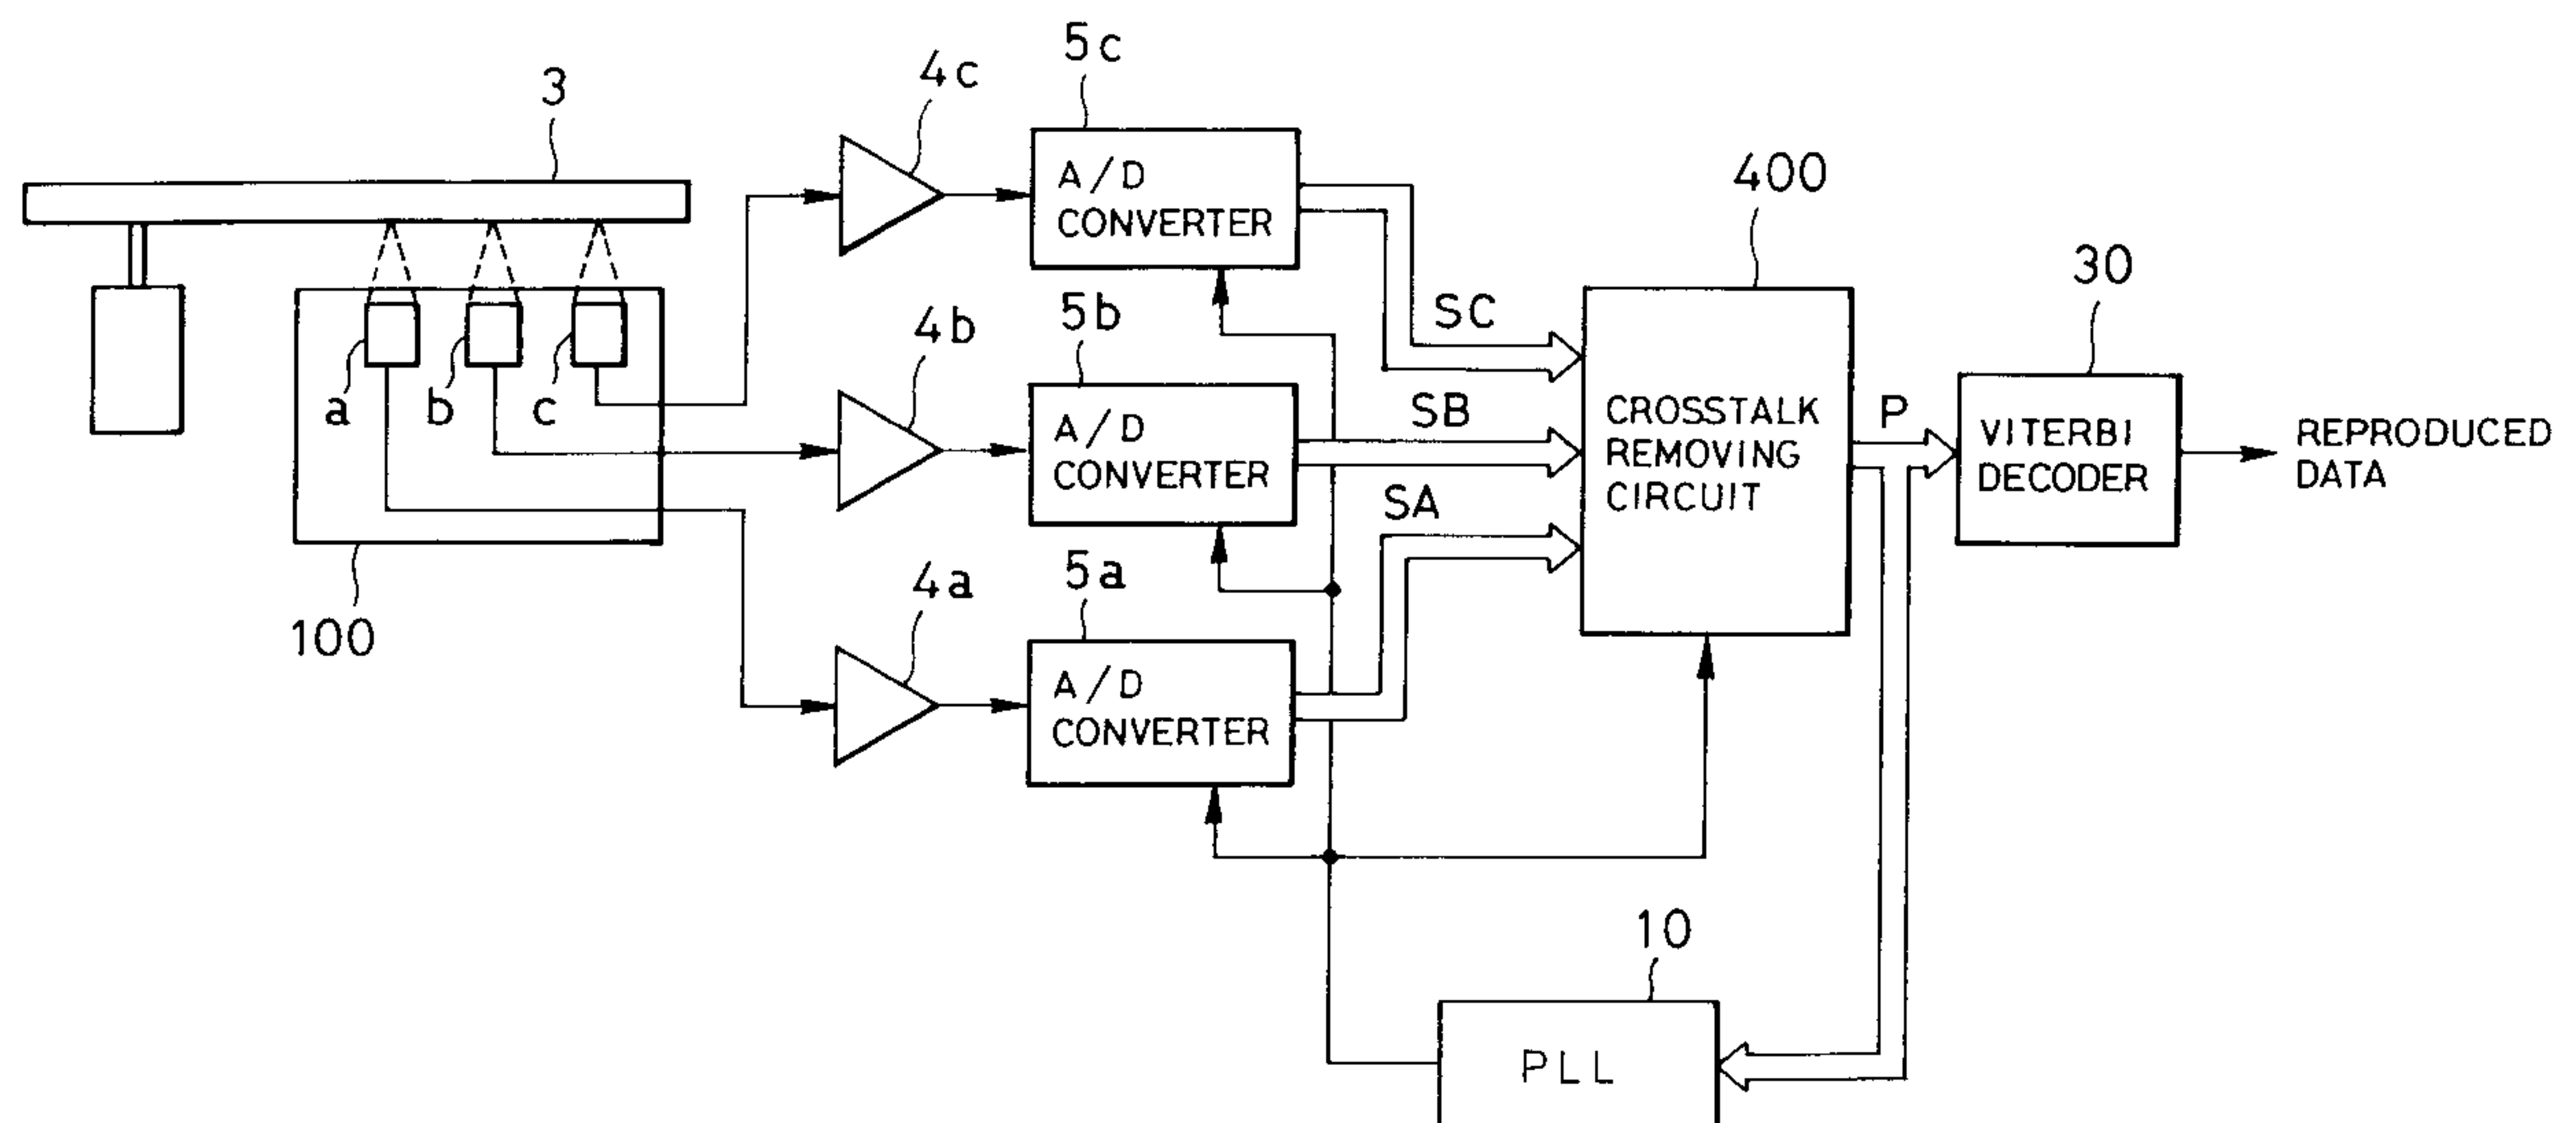 5c
4c
3
A/D
CONVERTER
400
30
SC
5b
4b
a
b
c
SB
P
CROSSTALK
REMOVING
CIRCUIT
A/D
CONVERTER
VITERBI
DECODER
REPRODUCED
DATA
SA
5a
4a
100
A/D
CONVERTER
10
PLL